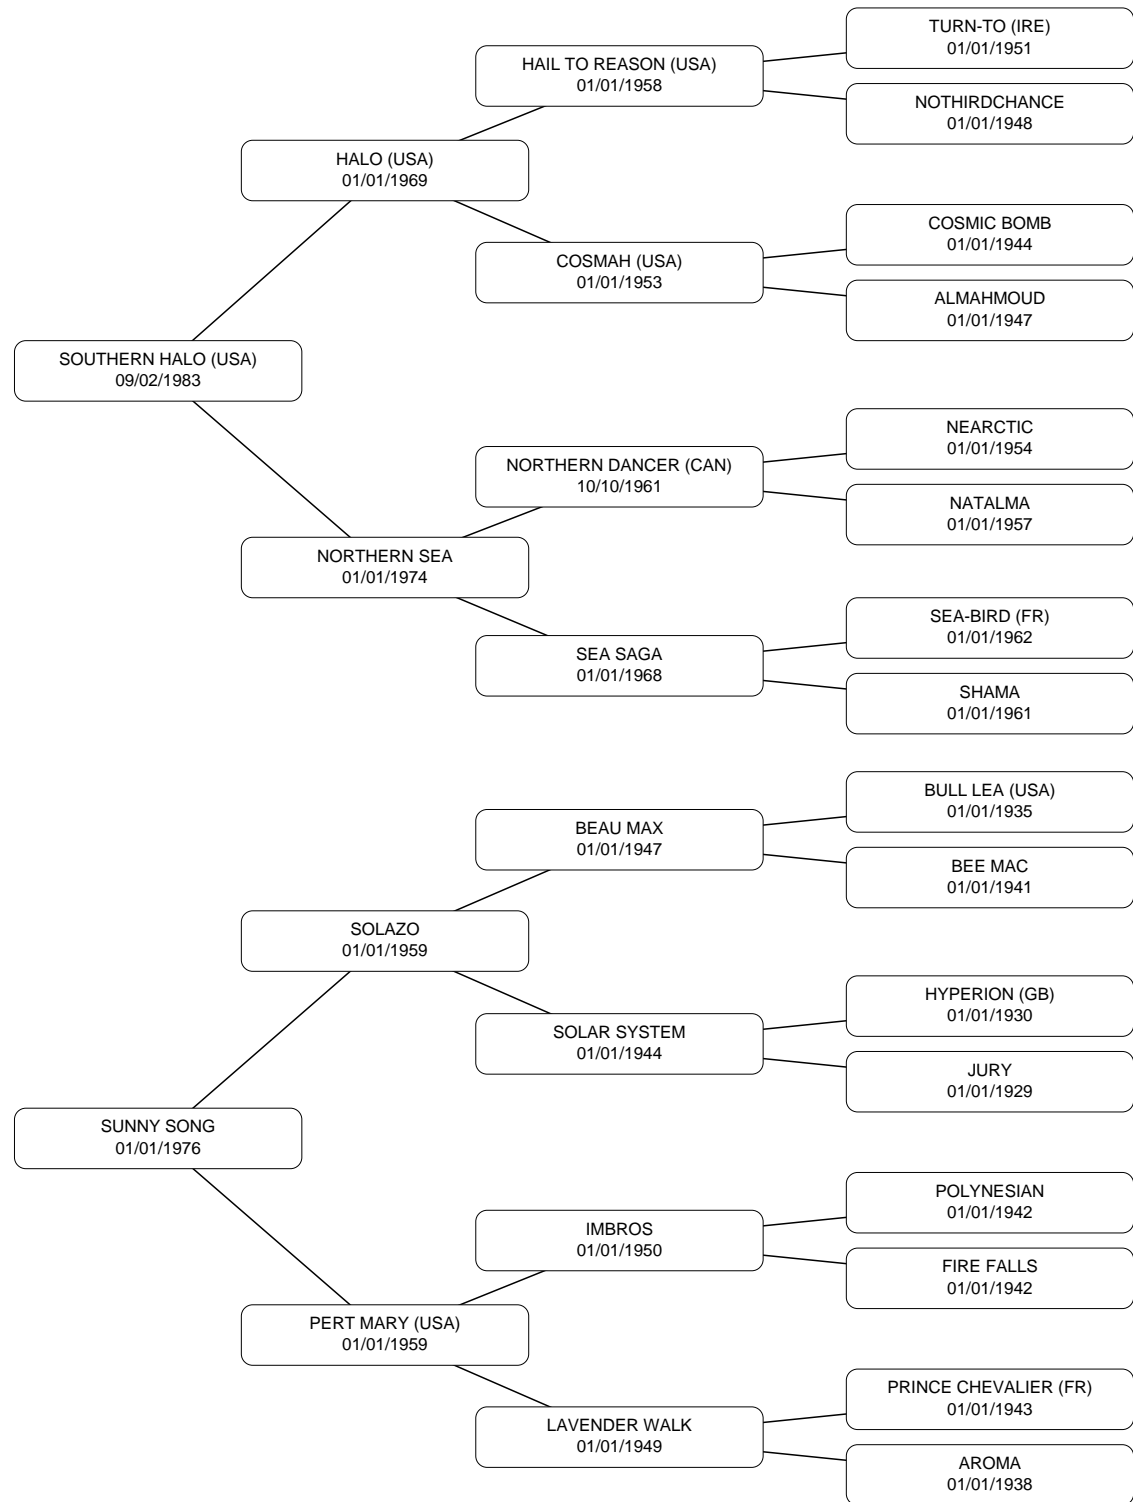 TURN-TO (IRE)
01/01/1951
HAIL TO REASON (USA)
01/01/1958
NOTHIRDCHANCE
01/01/1948
HALO (USA)
01/01/1969
COSMIC BOMB
01/01/1944
COSMAH (USA)
01/01/1953
ALMAHMOUD
01/01/1947
SOUTHERN HALO (USA)
09/02/1983
NEARCTIC
01/01/1954
NORTHERN DANCER (CAN)
10/10/1961
NATALMA
01/01/1957
NORTHERN SEA
01/01/1974
SEA-BIRD (FR)
01/01/1962
SEA SAGA
01/01/1968
SHAMA
01/01/1961
BULL LEA (USA)
01/01/1935
BEAU MAX
01/01/1947
BEE MAC
01/01/1941
SOLAZO
01/01/1959
HYPERION (GB)
01/01/1930
SOLAR SYSTEM
01/01/1944
JURY
01/01/1929
SUNNY SONG
01/01/1976
POLYNESIAN
01/01/1942
IMBROS
01/01/1950
FIRE FALLS
01/01/1942
PERT MARY (USA)
01/01/1959
PRINCE CHEVALIER (FR)
01/01/1943
LAVENDER WALK
01/01/1949
AROMA
01/01/1938